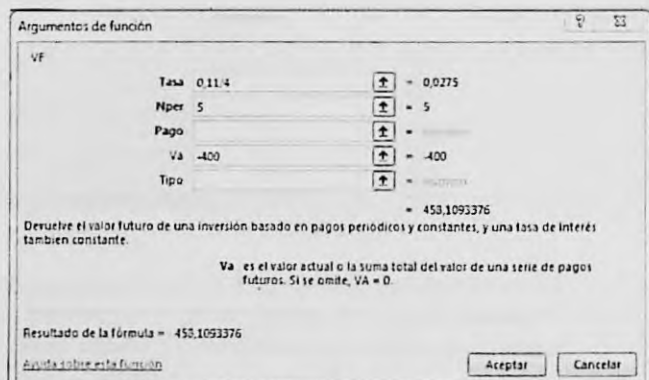 Argumentos de función
VF
Tasa 0,11/4 = 0,0275
Nper 5 = 5
Pago =
Va -400 = -400
Tipo =
= 458,1093376
Devuelve el valor futuro de una inversión basado en pagos periódicos y constantes, y una tasa de interés
tambien constante.
Va es el valor actual o la suma total del valor de una serie de pagos
futuros. Si se omite, VA = 0.
Resultado de la fórmula = 458,1093376
Ayuda sobre esta función Aceptar Cancelar